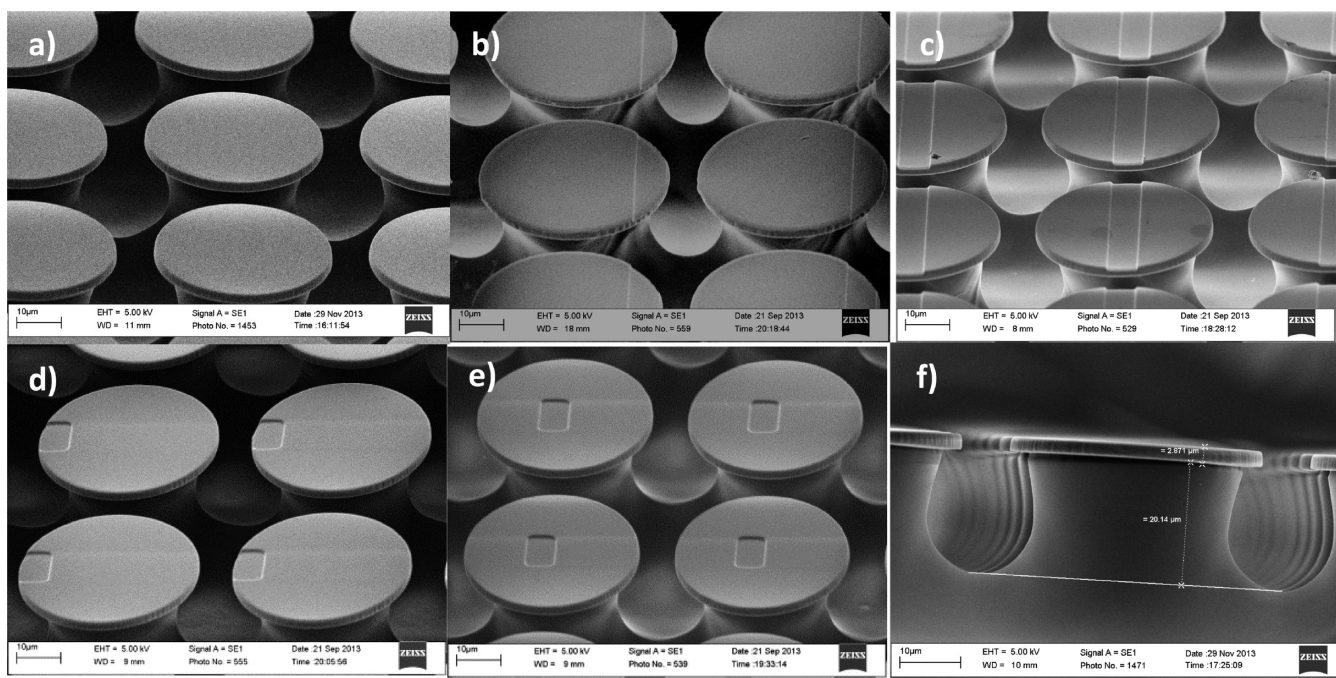 a)
b)
c)
10µm
EHT = 5.00 kV
WD = 11 mm
Signal A = SE1
Photo No. = 1453
Date :29 Nov 2013
Time :16:11:54
ZEISS
10µm
EHT = 5.00 kV
WD = 18 mm
Signal A = SE1
Photo No. = 559
Date :21 Sep 2013
Time :20:18:44
ZEISS
10µm
EHT = 5.00 kV
WD = 8 mm
Signal A = SE1
Photo No. = 529
Date :21 Sep 2013
Time :18:28:12
ZEISS
d)
e)
f)
= 2.871 µm
= 20.14 µm
10µm
EHT = 5.00 kV
WD = 9 mm
Signal A = SE1
Photo No. = 555
Date :21 Sep 2013
Time :20:05:56
ZEISS
10µm
EHT = 5.00 kV
WD = 9 mm
Signal A = SE1
Photo No. = 539
Date :21 Sep 2013
Time :19:33:14
ZEISS
10µm
EHT = 5.00 kV
WD = 10 mm
Signal A = SE1
Photo No. = 1471
Date :29 Nov 2013
Time :17:25:09
ZEISS